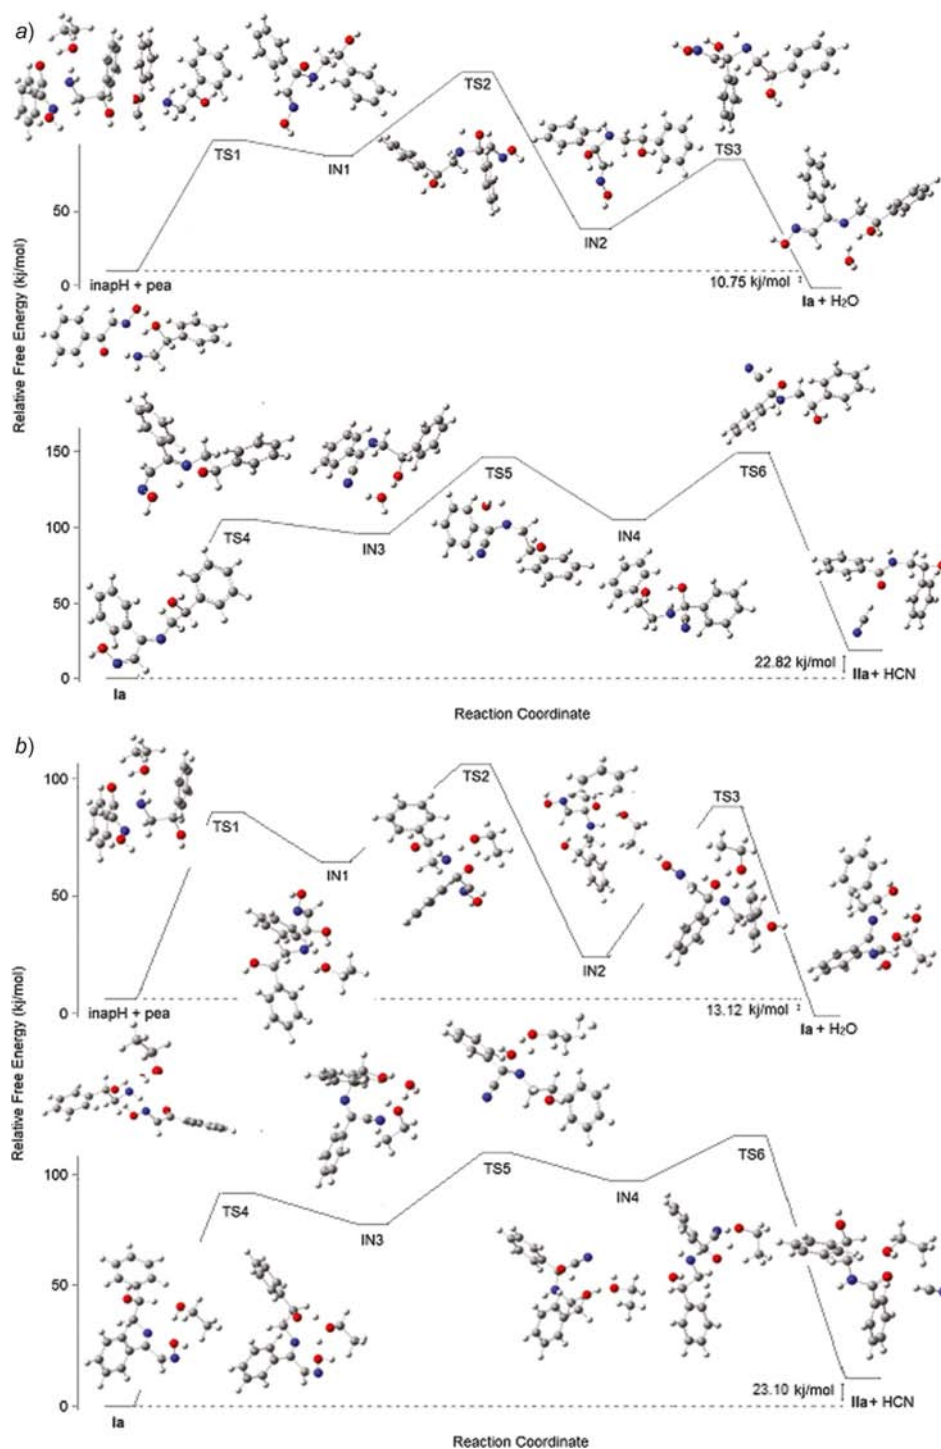 a)
TS2
TS1
IN1
TS3
50
IN2
0
inapH + pea
10.75 kj/mol
Ia + H2O
Relative Free Energy (kj/mol)
150
TS5
TS6
100
TS4
IN3
IN4
50
22.82 kj/mol
IIa + HCN
0
Ia
Reaction Coordinate
b)
100
TS2
TS3
TS1
IN1
50
IN2
inapH + pea
0
13.12 kj/mol
Ia + H2O
Relative Free Energy (kj/mol)
TS5
TS6
100
TS4
IN3
IN4
50
23.10 kj/mol
IIa + HCN
0
Ia
Reaction Coordinate